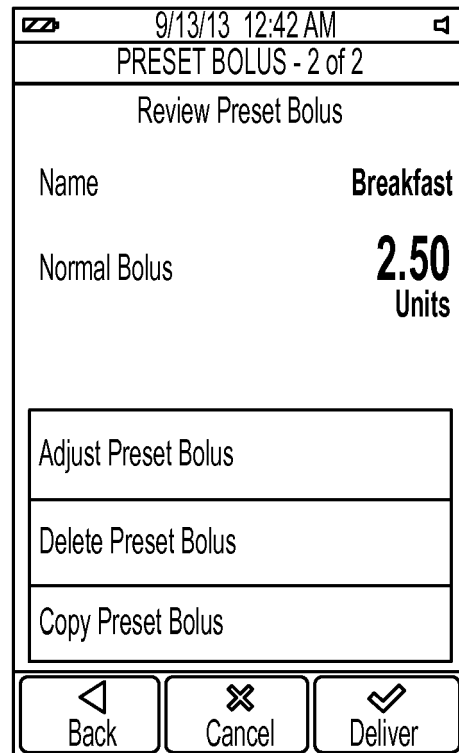 9/13/13 12:42 AM
PRESET BOLUS - 2 of 2
Review Preset Bolus
Name Breakfast
Normal Bolus 2.50
Units
Adjust Preset Bolus
Delete Preset Bolus
Copy Preset Bolus
Back Cancel Deliver